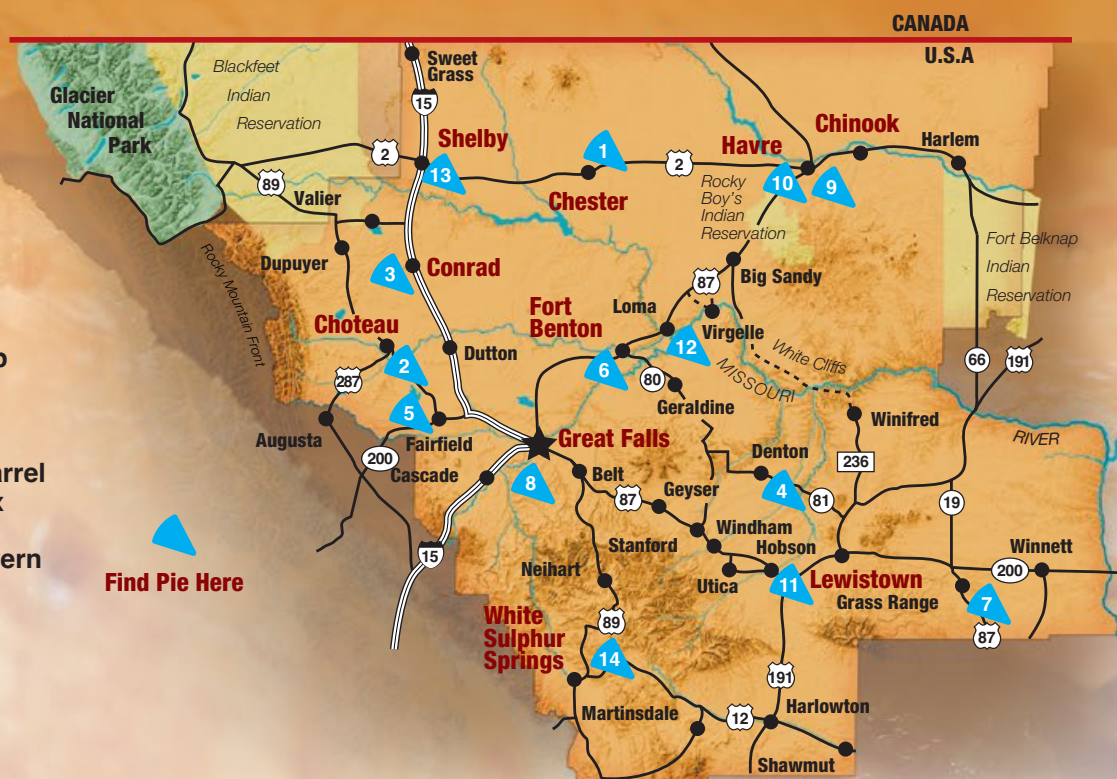 CANADA
U.S.A
Sweet
Grass
Blackfeet
Indian
Reservation
Glacier
National
Park
15
Shelby
2
13
1
2
Havre
Chinook
Harlem
89
Valier
Chester
10
9
Rocky
Boy's
Indian
Reservation
Fort Belknap
Indian
Reservation
Rocky Mountain Front
Dupuyer
3
Conrad
87
Big Sandy
Loma
Virgelle
Fort
Benton
Choteau
Dutton
12
White Cliffs
MISSOURI
2
6
80
66
191
287
Geraldine
5
Augusta
Fairfield
Great Falls
Winifred
RIVER
200
Cascade
Belt
Denton
236
8
87
Geyser
4
81
19
arrel
ern
Find Pie Here
15
Stanford
Windham
Hobson
Winnett
Neihart
Utica
11
Lewistown
200
Grass Range
7
87
White
Sulphur
Springs
89
14
191
Martinsdale
12
Harlowton
Shawmut